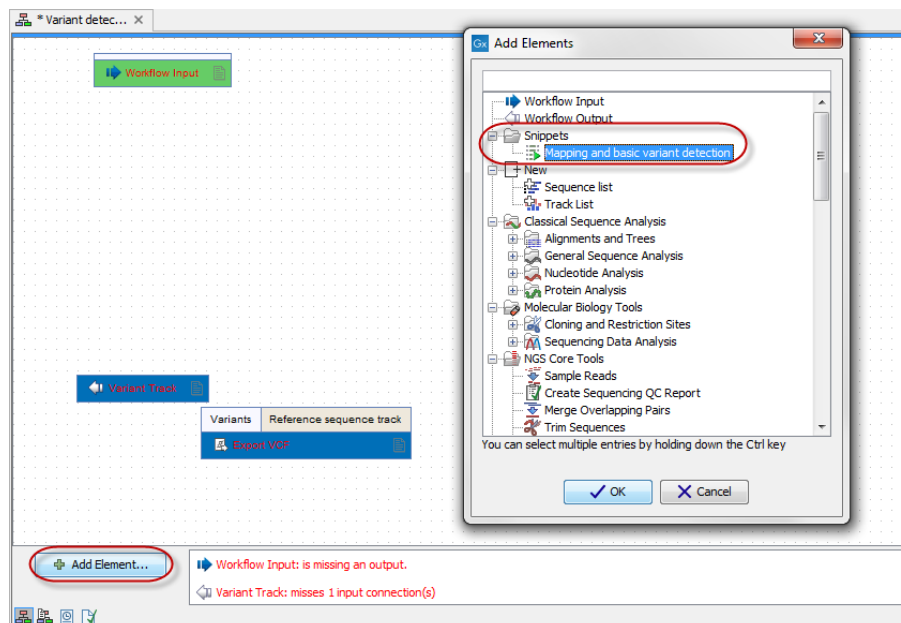 * Variant detec...
Workflow Input
Variant Track
Variants Reference sequence track
Export VCF
Gx Add Elements
Workflow Input
Workflow Output
Snippets
Mapping and basic variant detection
New
Sequence list
Track List
Classical Sequence Analysis
Alignments and Trees
General Sequence Analysis
Nucleotide Analysis
Protein Analysis
Molecular Biology Tools
Cloning and Restriction Sites
Sequencing Data Analysis
NGS Core Tools
Sample Reads
Create Sequencing QC Report
Merge Overlapping Pairs
Trim Sequences
You can select multiple entries by holding down the Ctrl key
OK Cancel
Add Element...
Workflow Input: is missing an output.
Variant Track: misses 1 input connection(s)